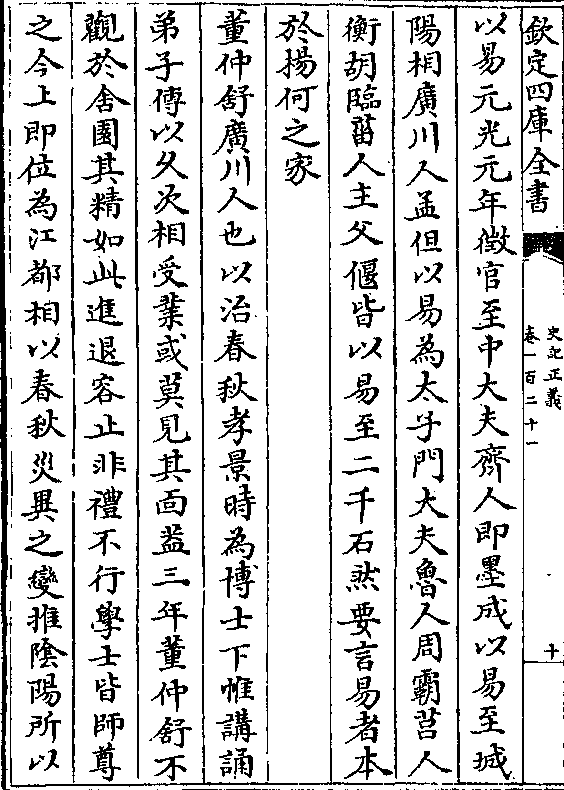 欽定四庫全書
史記正義
卷一百二十一
十
以易元光元年徵官至中大夫齊人即墨成以易至城
陽相廣川人孟但以易為太子門大夫魯人周霸莒人
衡胡臨菑人主父偃皆以易至二千石然要言易者本
於楊何之家
董仲舒廣川人也以治春秋孝景時為博士下帷講誦
弟子傳以久次相受業或莫見其面蓋三年董仲舒不
觀於舍園其精如此進退容止非禮不行學士皆師尊
之今上即位為江都相以春秋災異之變推陰陽所以